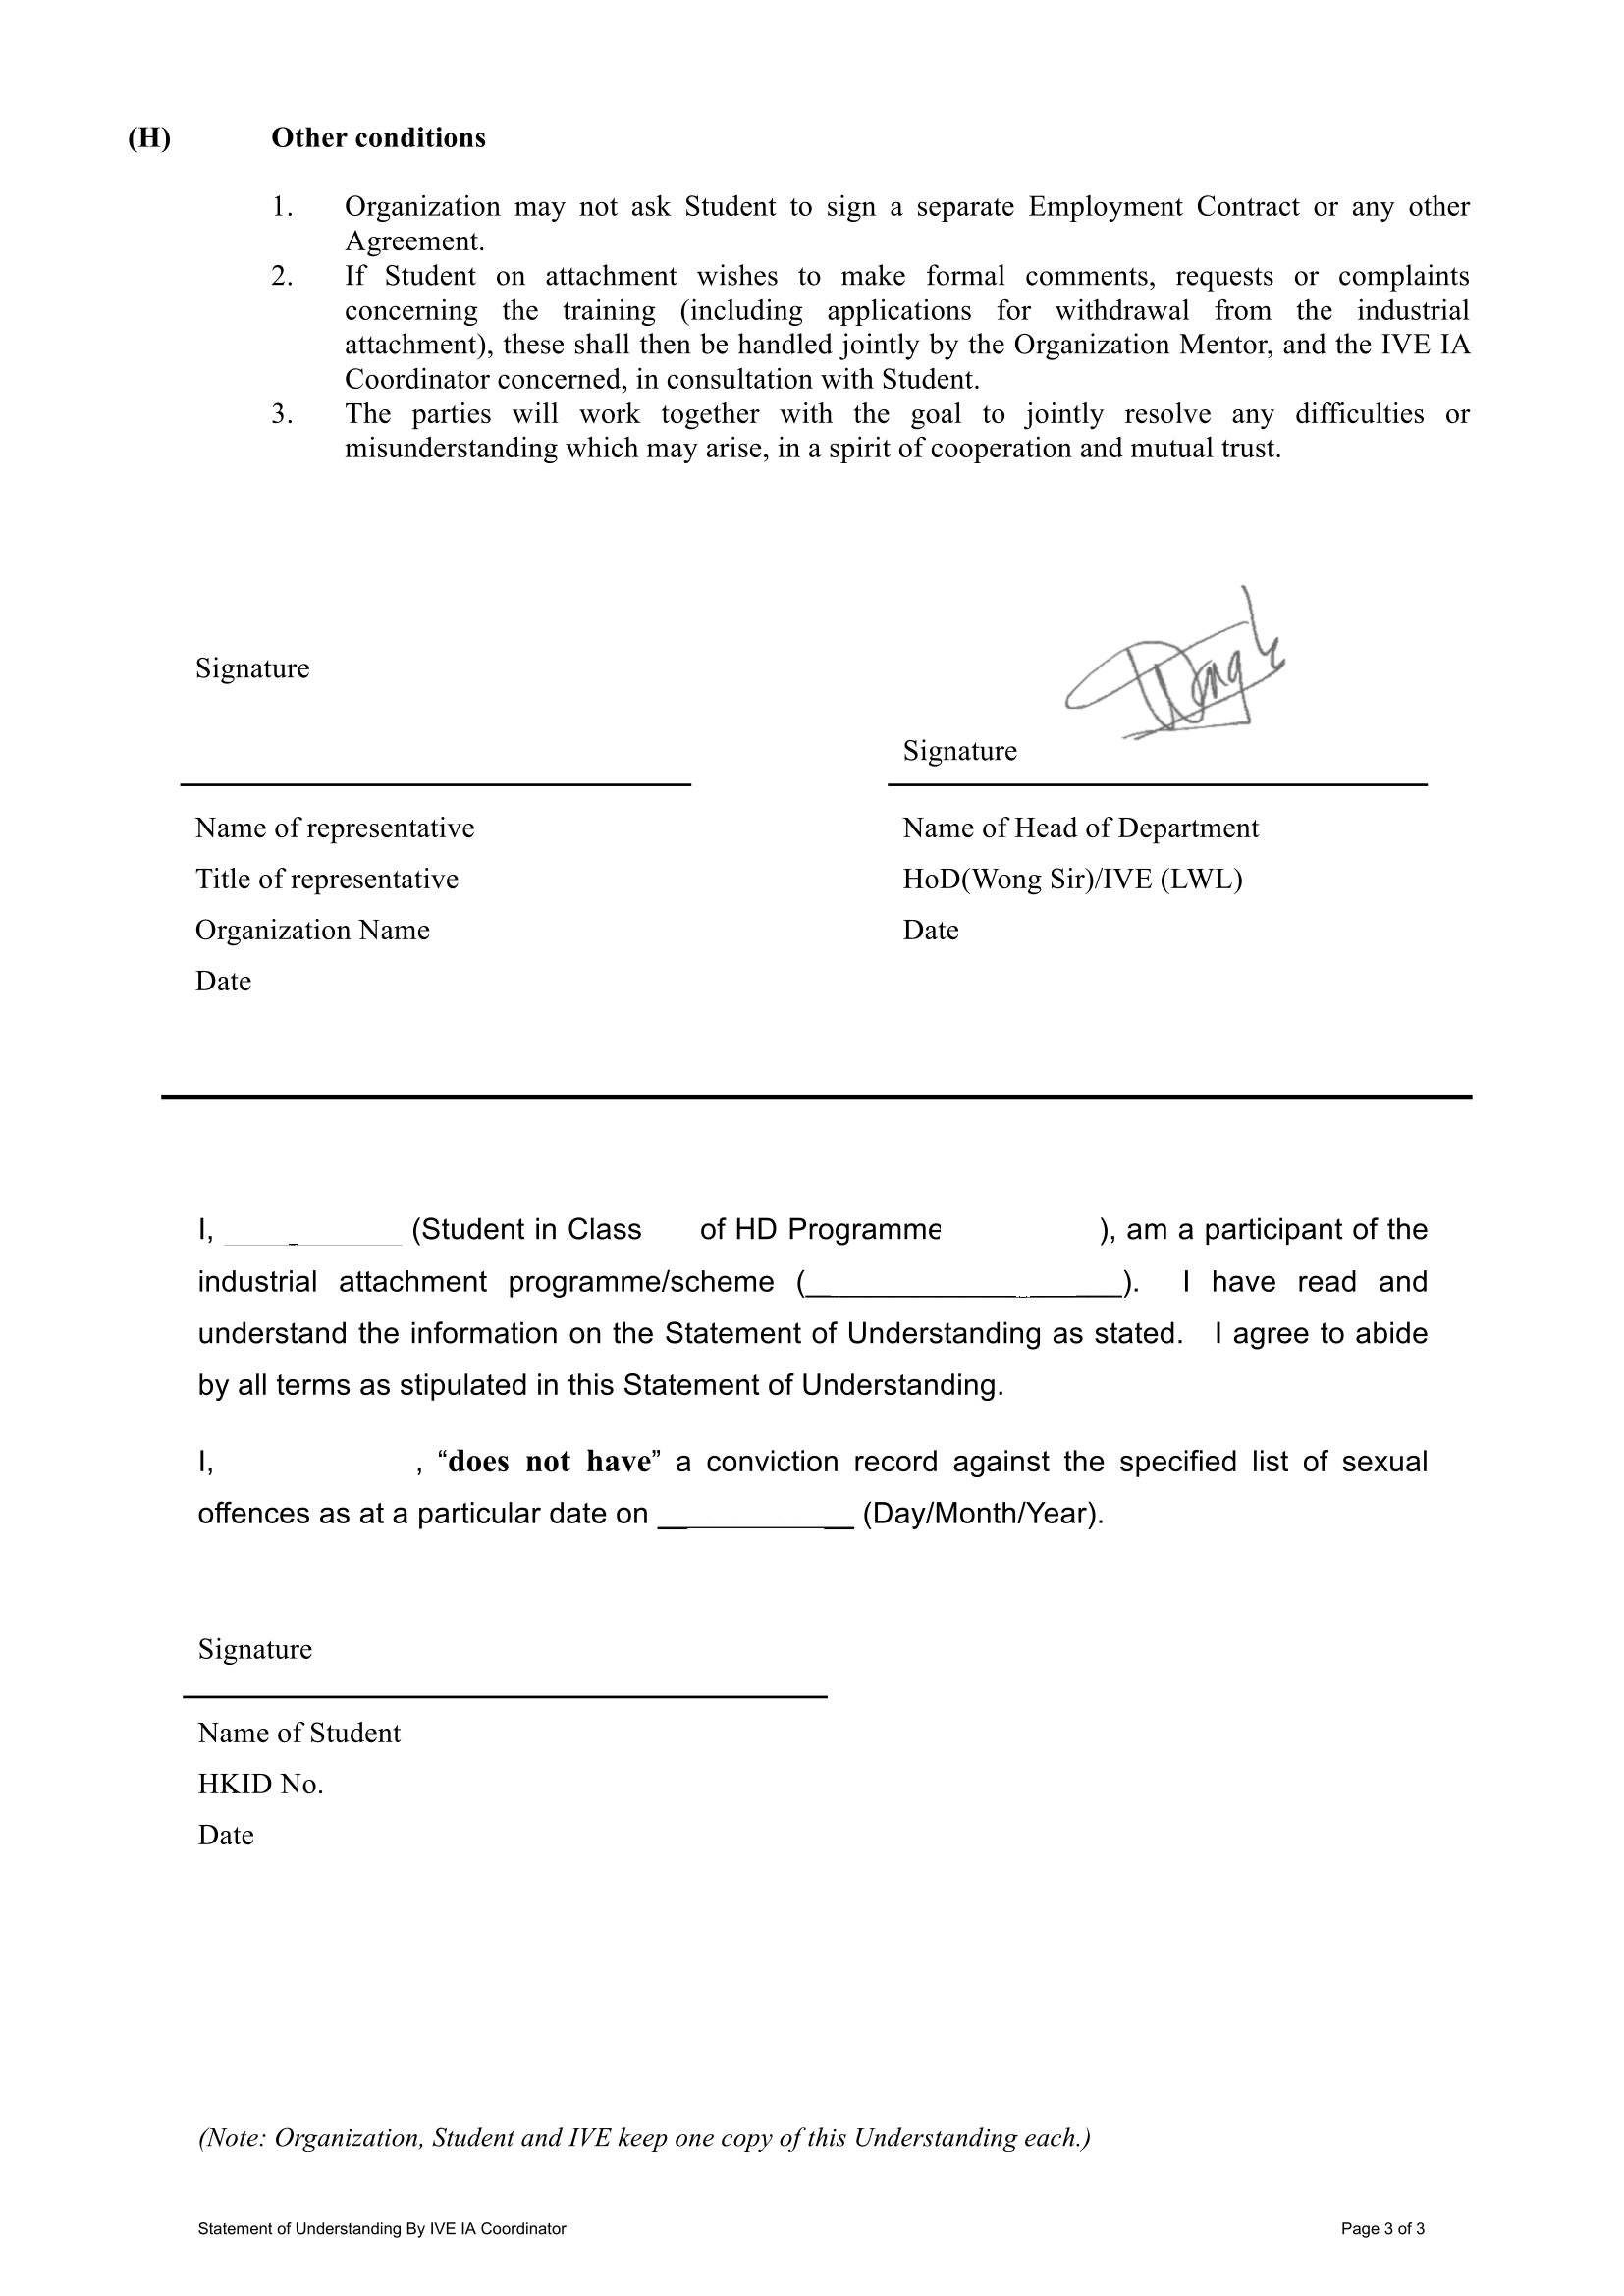 (H) Other conditions
1. Organization may not ask Student to sign a separate Employment Contract or any other
Agreement.
2. If Student on attachment wishes to make formal comments, requests or complaints
concerning the training (including applications for withdrawal from the industrial
attachment), these shall then be handled jointly by the Organization Mentor, and the IVE IA
Coordinator concerned, in consultation with Student.
3. The parties will work together with the goal to jointly resolve any difficulties or
misunderstanding which may arise, in a spirit of cooperation and mutual trust.
Signature
Signature
Name of representative
Title of representative
Organization Name
Date
Name of Head of Department
HoD(Wong Sir)/IVE (LWL)
Date
I, ____________ (Student in Class of HD Programme ), am a participant of the
industrial attachment programme/scheme (____________________). I have read and
understand the information on the Statement of Understanding as stated. I agree to abide
by all terms as stipulated in this Statement of Understanding.
I, , “does not have” a conviction record against the specified list of sexual
offences as at a particular date on ____________ (Day/Month/Year).
Signature
Name of Student
HKID No.
Date
(Note: Organization, Student and IVE keep one copy of this Understanding each.)
Statement of Understanding By IVE IA Coordinator Page 3 of 3